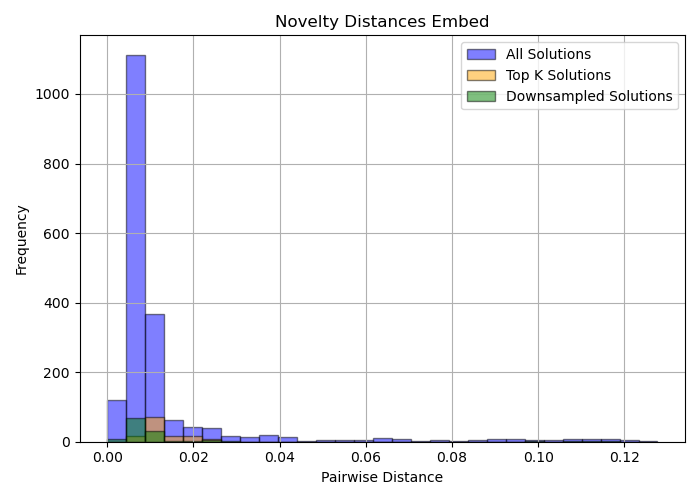 Novelty Distances Embed
All Solutions
Top K Solutions
Downsampled Solutions
Frequency
1000
800
600
400
200
0
0.00 0.02 0.04 0.06 0.08 0.10 0.12
Pairwise Distance